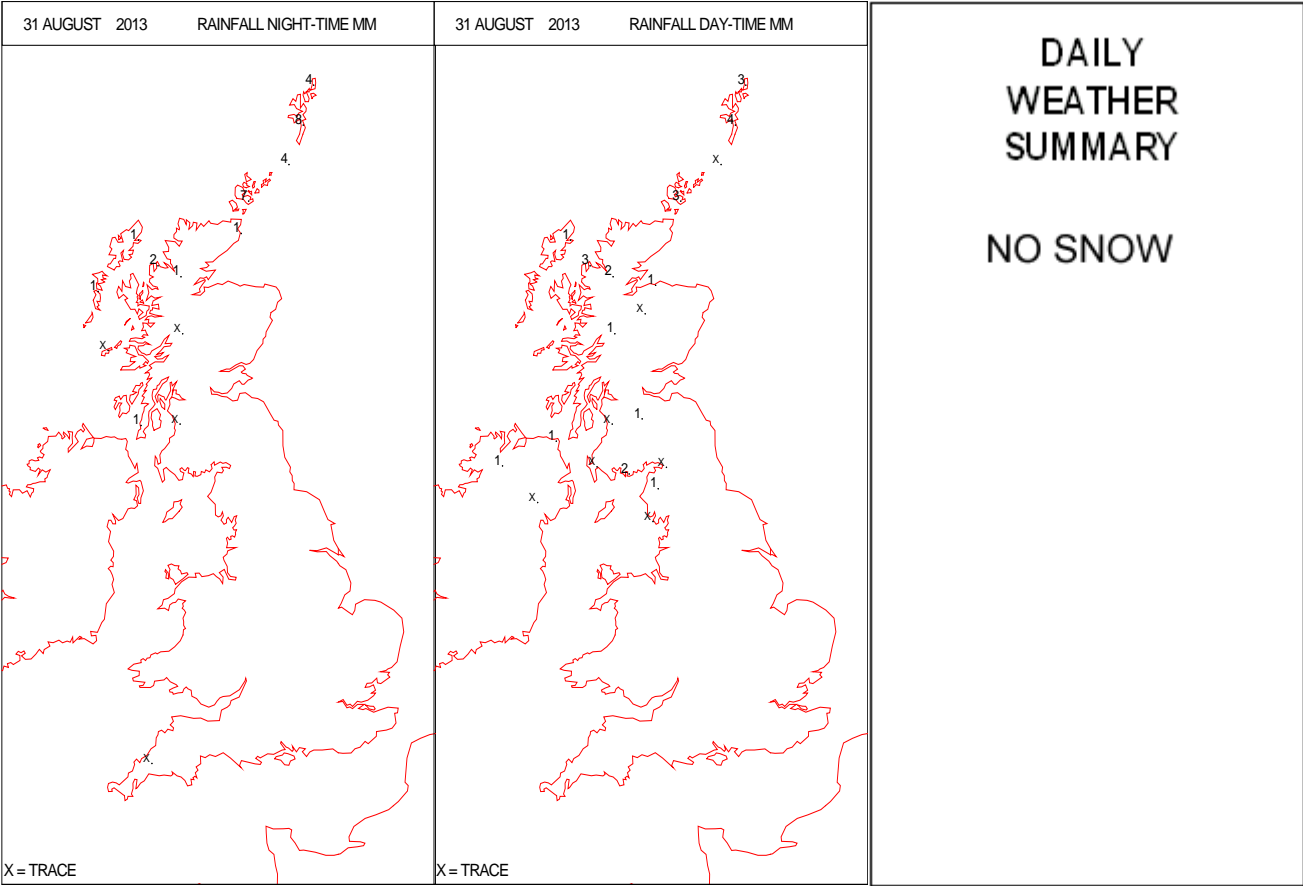 31 AUGUST 2013 RAINFALL NIGHT-TIME MM
4.
8.
4.
7.
1.
1.
2.
1.
1.
X.
X.
1.
X.
X.
X = TRACE
31 AUGUST 2013 RAINFALL DAY-TIME MM
3.
4.
X.
3.
1.
3.
2.
1.
X.
1.
1.
X.
1.
1.
X.
2.
X.
1.
X.
X.
X = TRACE
DAILY
WEATHER
SUMMARY
NO SNOW